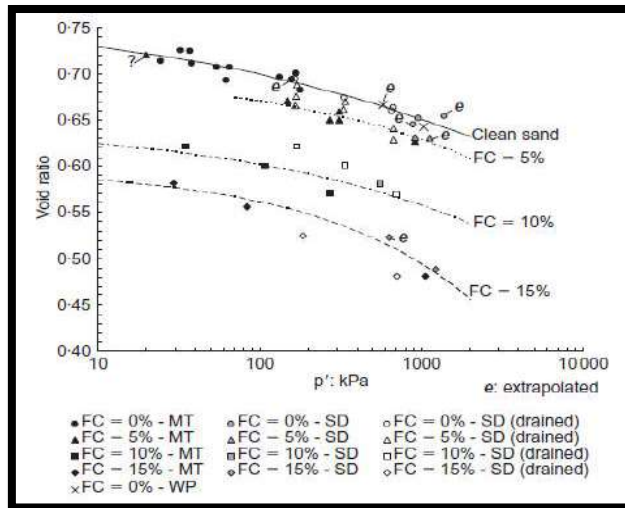 0·75
0·70
0·65
0·60
0·55
0·50
0·45
0·40
Void ratio
?
e
e
e
e
e
e
Clean sand
FC – 5%
FC = 10%
FC – 15%
10
100
1000
10000
p′: kPa
e: extrapolated
FC = 0% - MT
FC = 0% - SD
FC = 0% - SD (drained)
FC – 5% - MT
FC – 5% - SD
FC – 5% - SD (drained)
FC = 10% - MT
FC = 10% - SD
FC = 10% - SD (drained)
FC – 15% - MT
FC – 15% - SD
FC – 15% - SD (drained)
FC = 0% - WP